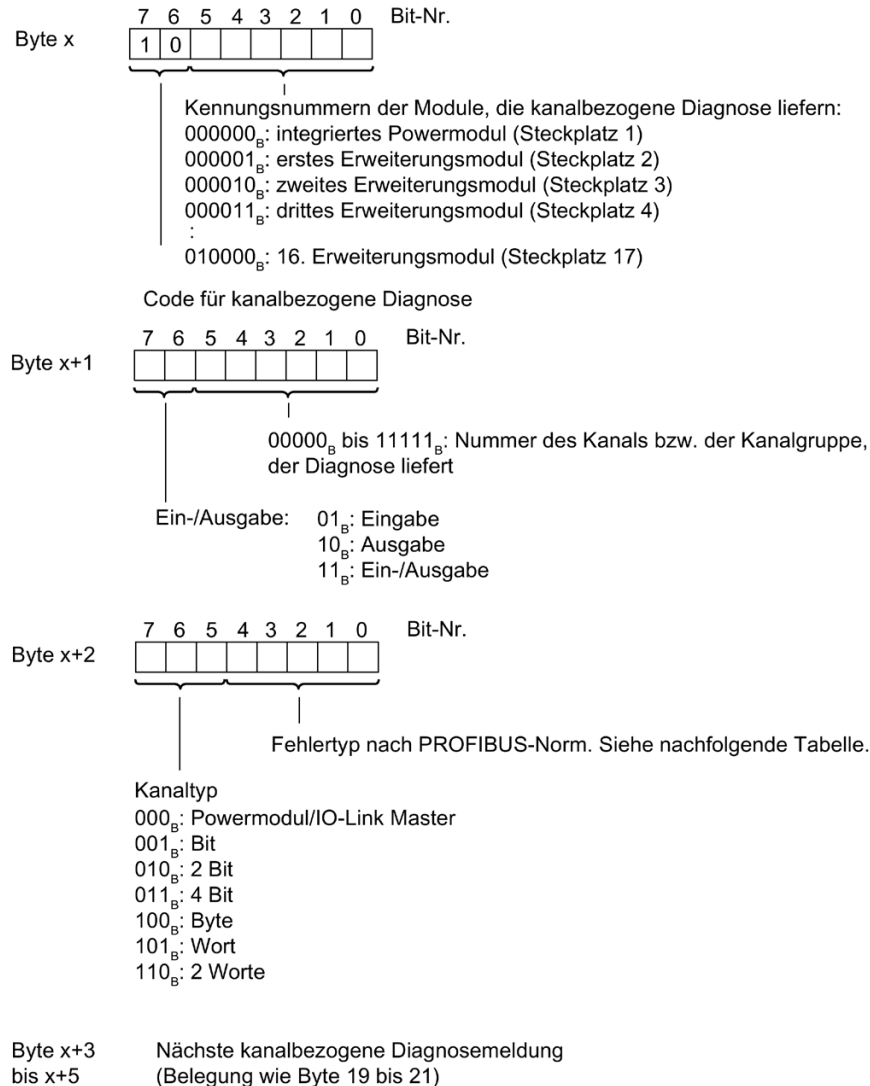 7 6 5 4 3 2 1 0 Bit-Nr.
Byte x
1 0
Kennungsnummern der Module, die kanalbezogene Diagnose liefern:
000000B: integriertes Powermodul (Steckplatz 1)
000001B: erstes Erweiterungsmodul (Steckplatz 2)
000010B: zweites Erweiterungsmodul (Steckplatz 3)
000011B: drittes Erweiterungsmodul (Steckplatz 4)
:
010000B: 16. Erweiterungsmodul (Steckplatz 17)
Code für kanalbezogene Diagnose
7 6 5 4 3 2 1 0 Bit-Nr.
Byte x+1
00000B bis 11111B: Nummer des Kanals bzw. der Kanalgruppe,
der Diagnose liefert
Ein-/Ausgabe: 01B: Eingabe
10B: Ausgabe
11B: Ein-/Ausgabe
7 6 5 4 3 2 1 0 Bit-Nr.
Byte x+2
Fehlertyp nach PROFIBUS-Norm. Siehe nachfolgende Tabelle.
Kanaltyp
000B: Powermodul/IO-Link Master
001B: Bit
010B: 2 Bit
011B: 4 Bit
100B: Byte
101B: Wort
110B: 2 Worte
Byte x+3 Nächste kanalbezogene Diagnosemeldung
bis x+5 (Belegung wie Byte 19 bis 21)